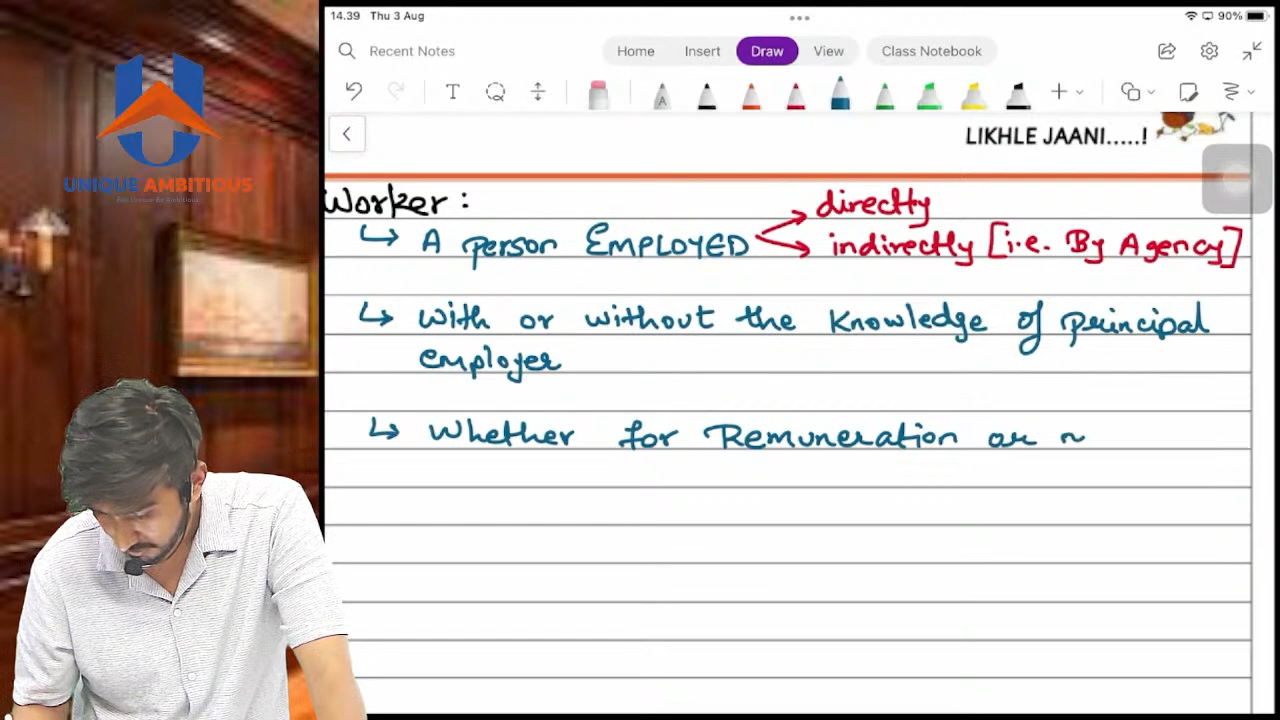 14.39 Thu 3 Aug
90%
Recent Notes
Home Insert Draw View Class Notebook
UNIQUE AMBITIOUS
LIKHLE JAANI.....!
Worker :
↳ A person EMPLOYED directly
indirectly [i.e. By Agency]
↳ with or without the knowledge of principal
employer
↳ Whether for Remuneration or n